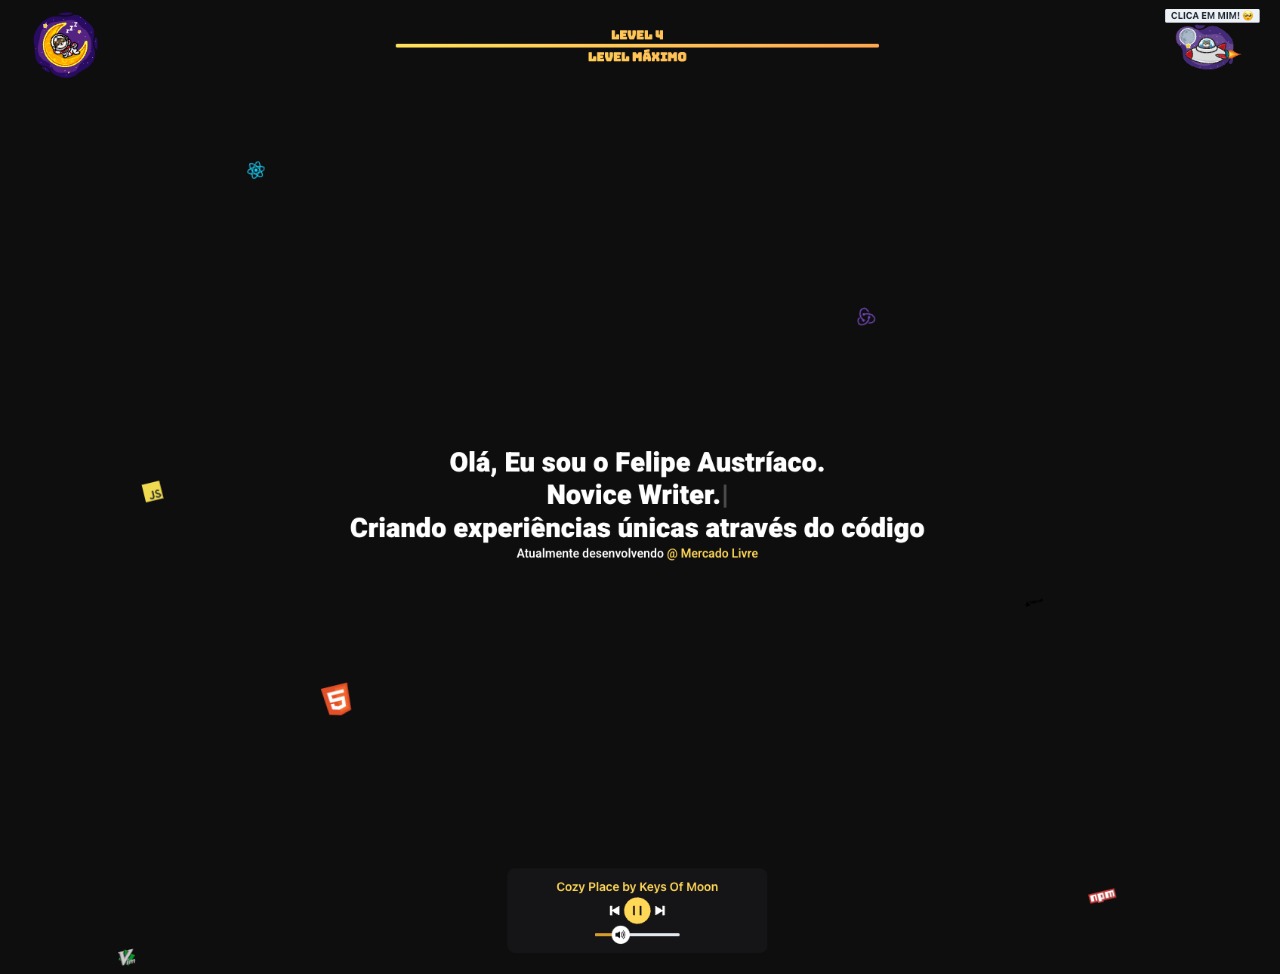 CLICA EM MIM! 🥺
LEVEL 4
LEVEL MÁXIMO
Olá, Eu sou o Felipe Austríaco.
Novice Writer.
Criando experiências únicas através do código
Atualmente desenvolvendo @ Mercado Livre
JS
5
npm
Cozy Place by Keys Of Moon